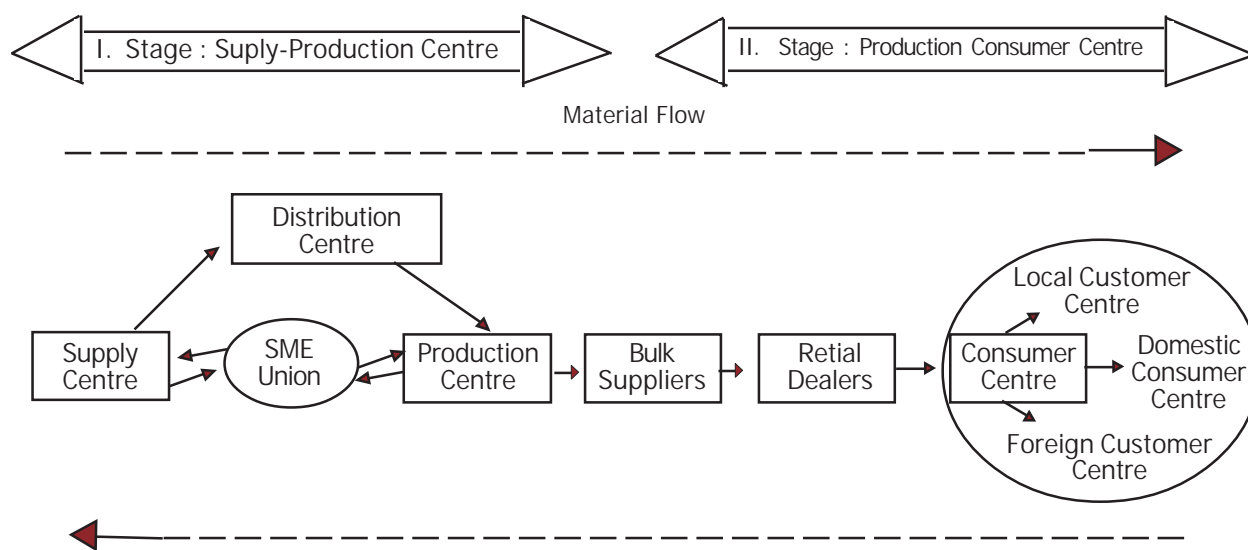 I. Stage : Suply-Production Centre
II. Stage : Production Consumer Centre
Material Flow
Distribution
Centre
Supply
Centre
SME
Union
Production
Centre
Bulk
Suppliers
Retial
Dealers
Consumer
Centre
Local Customer
Centre
Domestic
Consumer
Centre
Foreign Customer
Centre